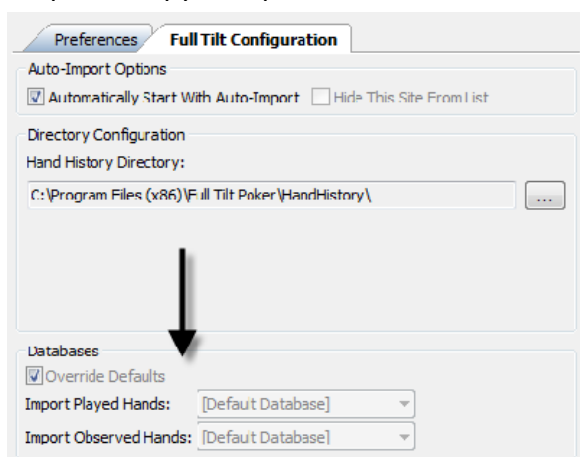 Preferences Full Tilt Configuration
Auto-Import Options
Automatically Start With Auto-Import Hide This Site From List
Directory Configuration
Hand History Directory:
C:\Program Files (x86)\Full Tilt Poker\HandHistory\ ...
Databases
Override Defaults
Import Played Hands: [Default Database]
Import Observed Hands: [Default Database]